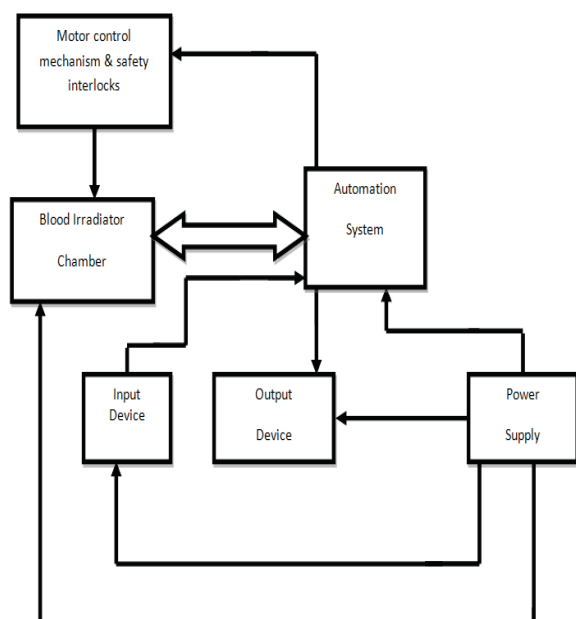 Motor control
mechanism & safety
interlocks
Automation
System
Blood Irradiator
Chamber
Input
Device
Output
Device
Power
Supply